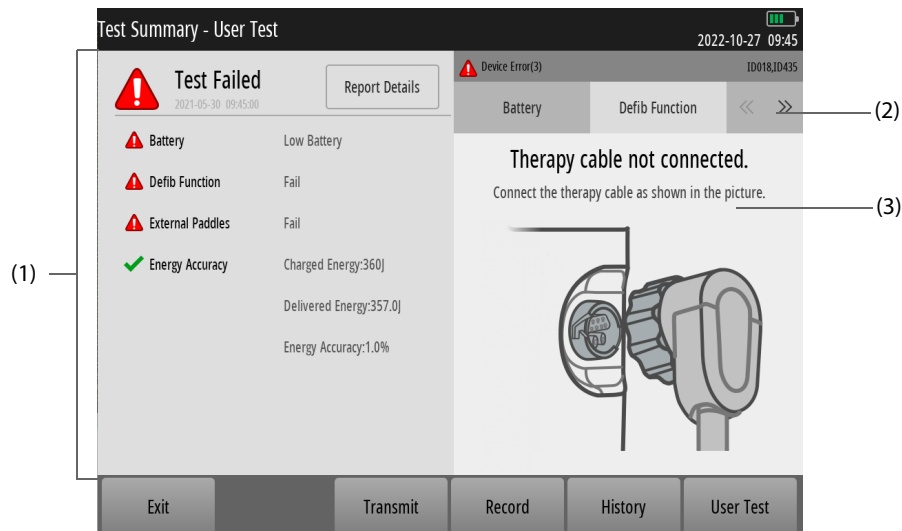 Test Summary - User Test
2022-10-27 09:45
Test Failed
2021-05-30 09:45:00
Report Details
Battery
Low Battery
Defib Function
Fail
External Paddles
Fail
Energy Accuracy
Charged Energy:360J
Delivered Energy:357.0J
Energy Accuracy:1.0%
Device Error(3)
ID018,ID435
Battery
Defib Function
Therapy cable not connected.
Connect the therapy cable as shown in the picture.
Exit
Transmit
Record
History
User Test
(1)
(2)
(3)